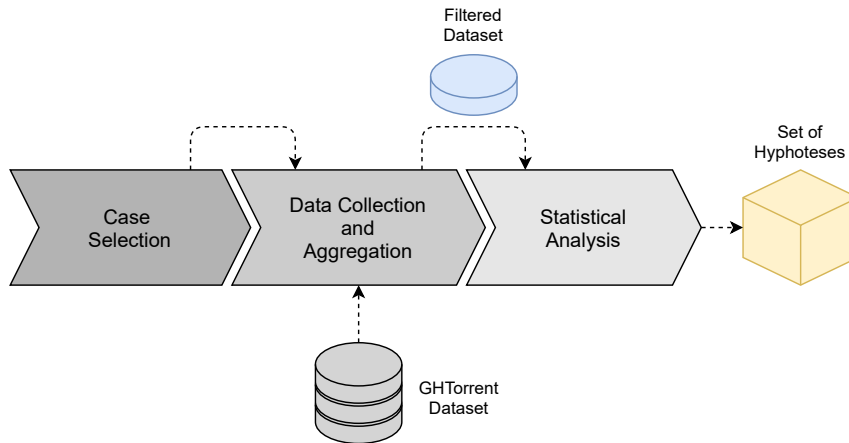 Filtered
Dataset
Set of
Hyphoteses
Case
Selection
Data Collection
and
Aggregation
Statistical
Analysis
GHTorrent
Dataset